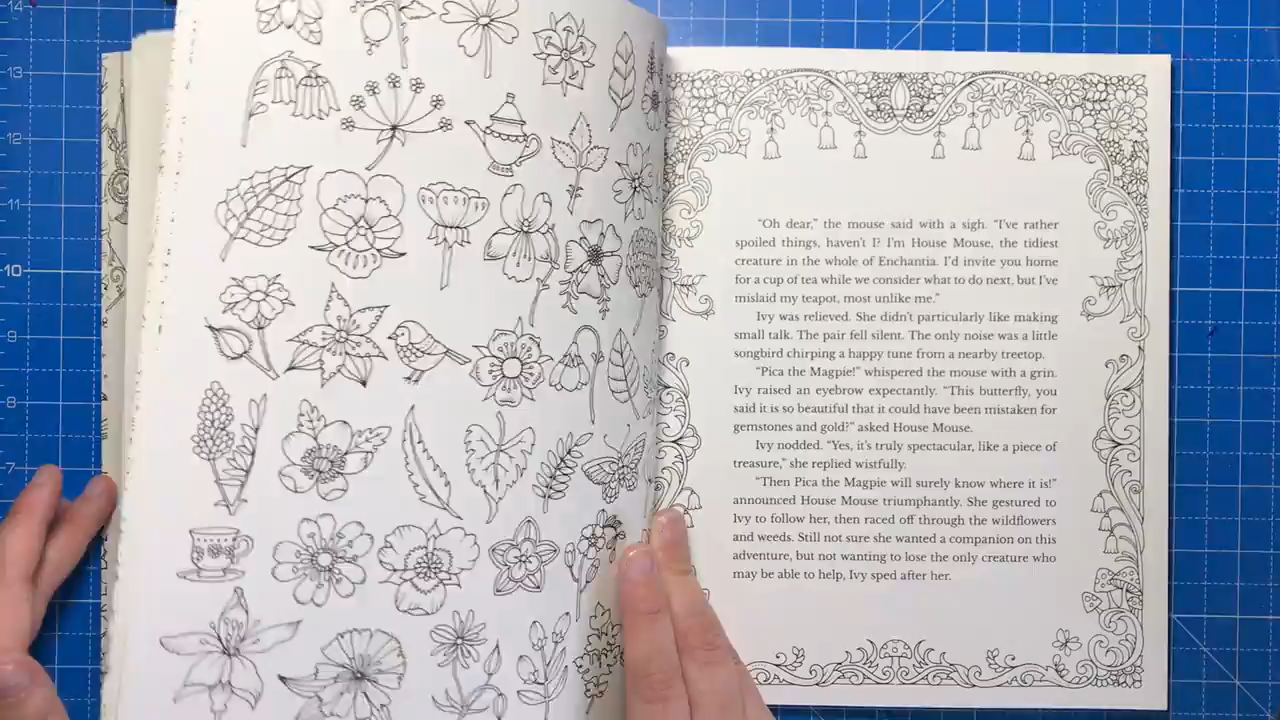 14
13
12
11
10
9
8
7
“Oh dear,” the mouse said with a sigh. “I’ve rather
spoiled things, haven’t I? I’m House Mouse, the tidiest
creature in the whole of Enchantia. I’d invite you home
for a cup of tea while we consider what to do next, but I’ve
mislaid my teapot, most unlike me.”
Ivy was relieved. She didn’t particularly like making
small talk. The pair fell silent. The only noise was a little
songbird chirping a happy tune from a nearby treetop.
“Pica the Magpie!” whispered the mouse with a grin.
Ivy raised an eyebrow expectantly. “This butterfly, you
said it is so beautiful that it could have been mistaken for
gemstones and gold?” asked House Mouse.
Ivy nodded. “Yes, it’s truly spectacular, like a piece of
treasure,” she replied wistfully.
“Then Pica the Magpie will surely know where it is!”
announced House Mouse triumphantly. She gestured to
Ivy to follow her, then raced off through the wildflowers
and weeds. Still not sure she wanted a companion on this
adventure, but not wanting to lose the only creature who
may be able to help, Ivy sped after her.